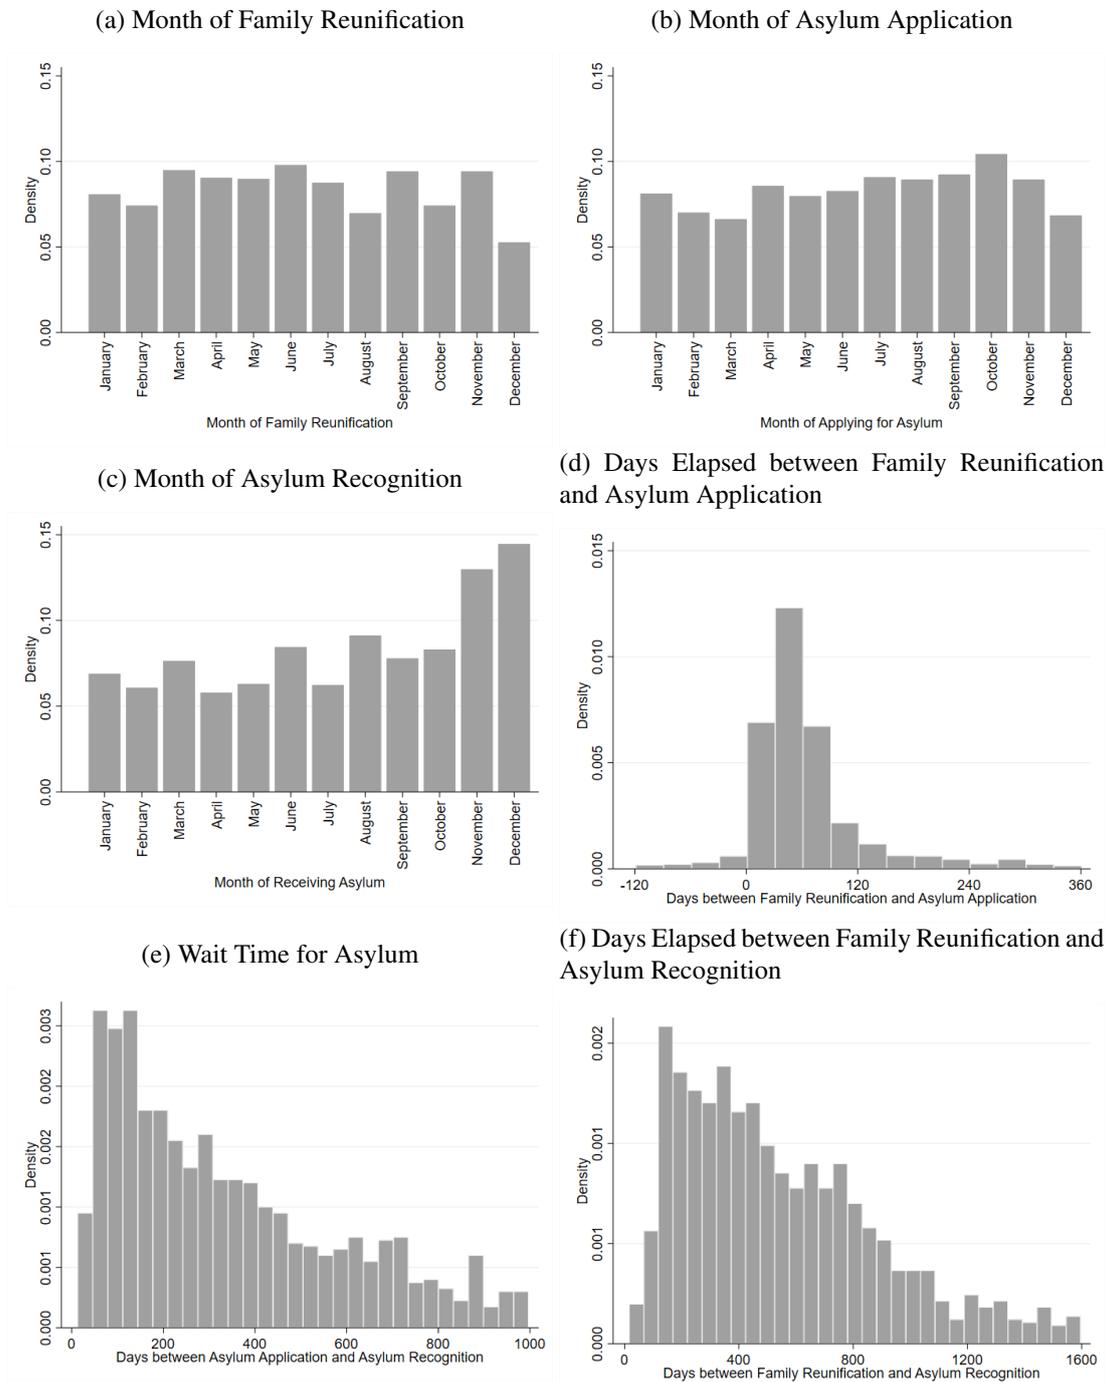 (a) Month of Family Reunification
0.15
0.10
0.05
0.00
Density
January
February
March
April
May
June
July
August
September
October
November
December
Month of Family Reunification
(b) Month of Asylum Application
0.15
0.10
0.05
0.00
Density
January
February
March
April
May
June
July
August
September
October
November
December
Month of Applying for Asylum
(c) Month of Asylum Recognition
0.15
0.10
0.05
0.00
Density
January
February
March
April
May
June
July
August
September
October
November
December
Month of Receiving Asylum
(d) Days Elapsed between Family Reunification
and Asylum Application
0.015
0.010
0.005
0.000
Density
-120 0 120 240 360
Days between Family Reunification and Asylum Application
(e) Wait Time for Asylum
0.003
0.002
0.002
0.001
0.001
0.000
Density
0 200 400 600 800 1000
Days between Asylum Application and Asylum Recognition
(f) Days Elapsed between Family Reunification and
Asylum Recognition
0.002
0.001
0.001
0.000
Density
0 400 800 1200 1600
Days between Family Reunification and Asylum Recognition